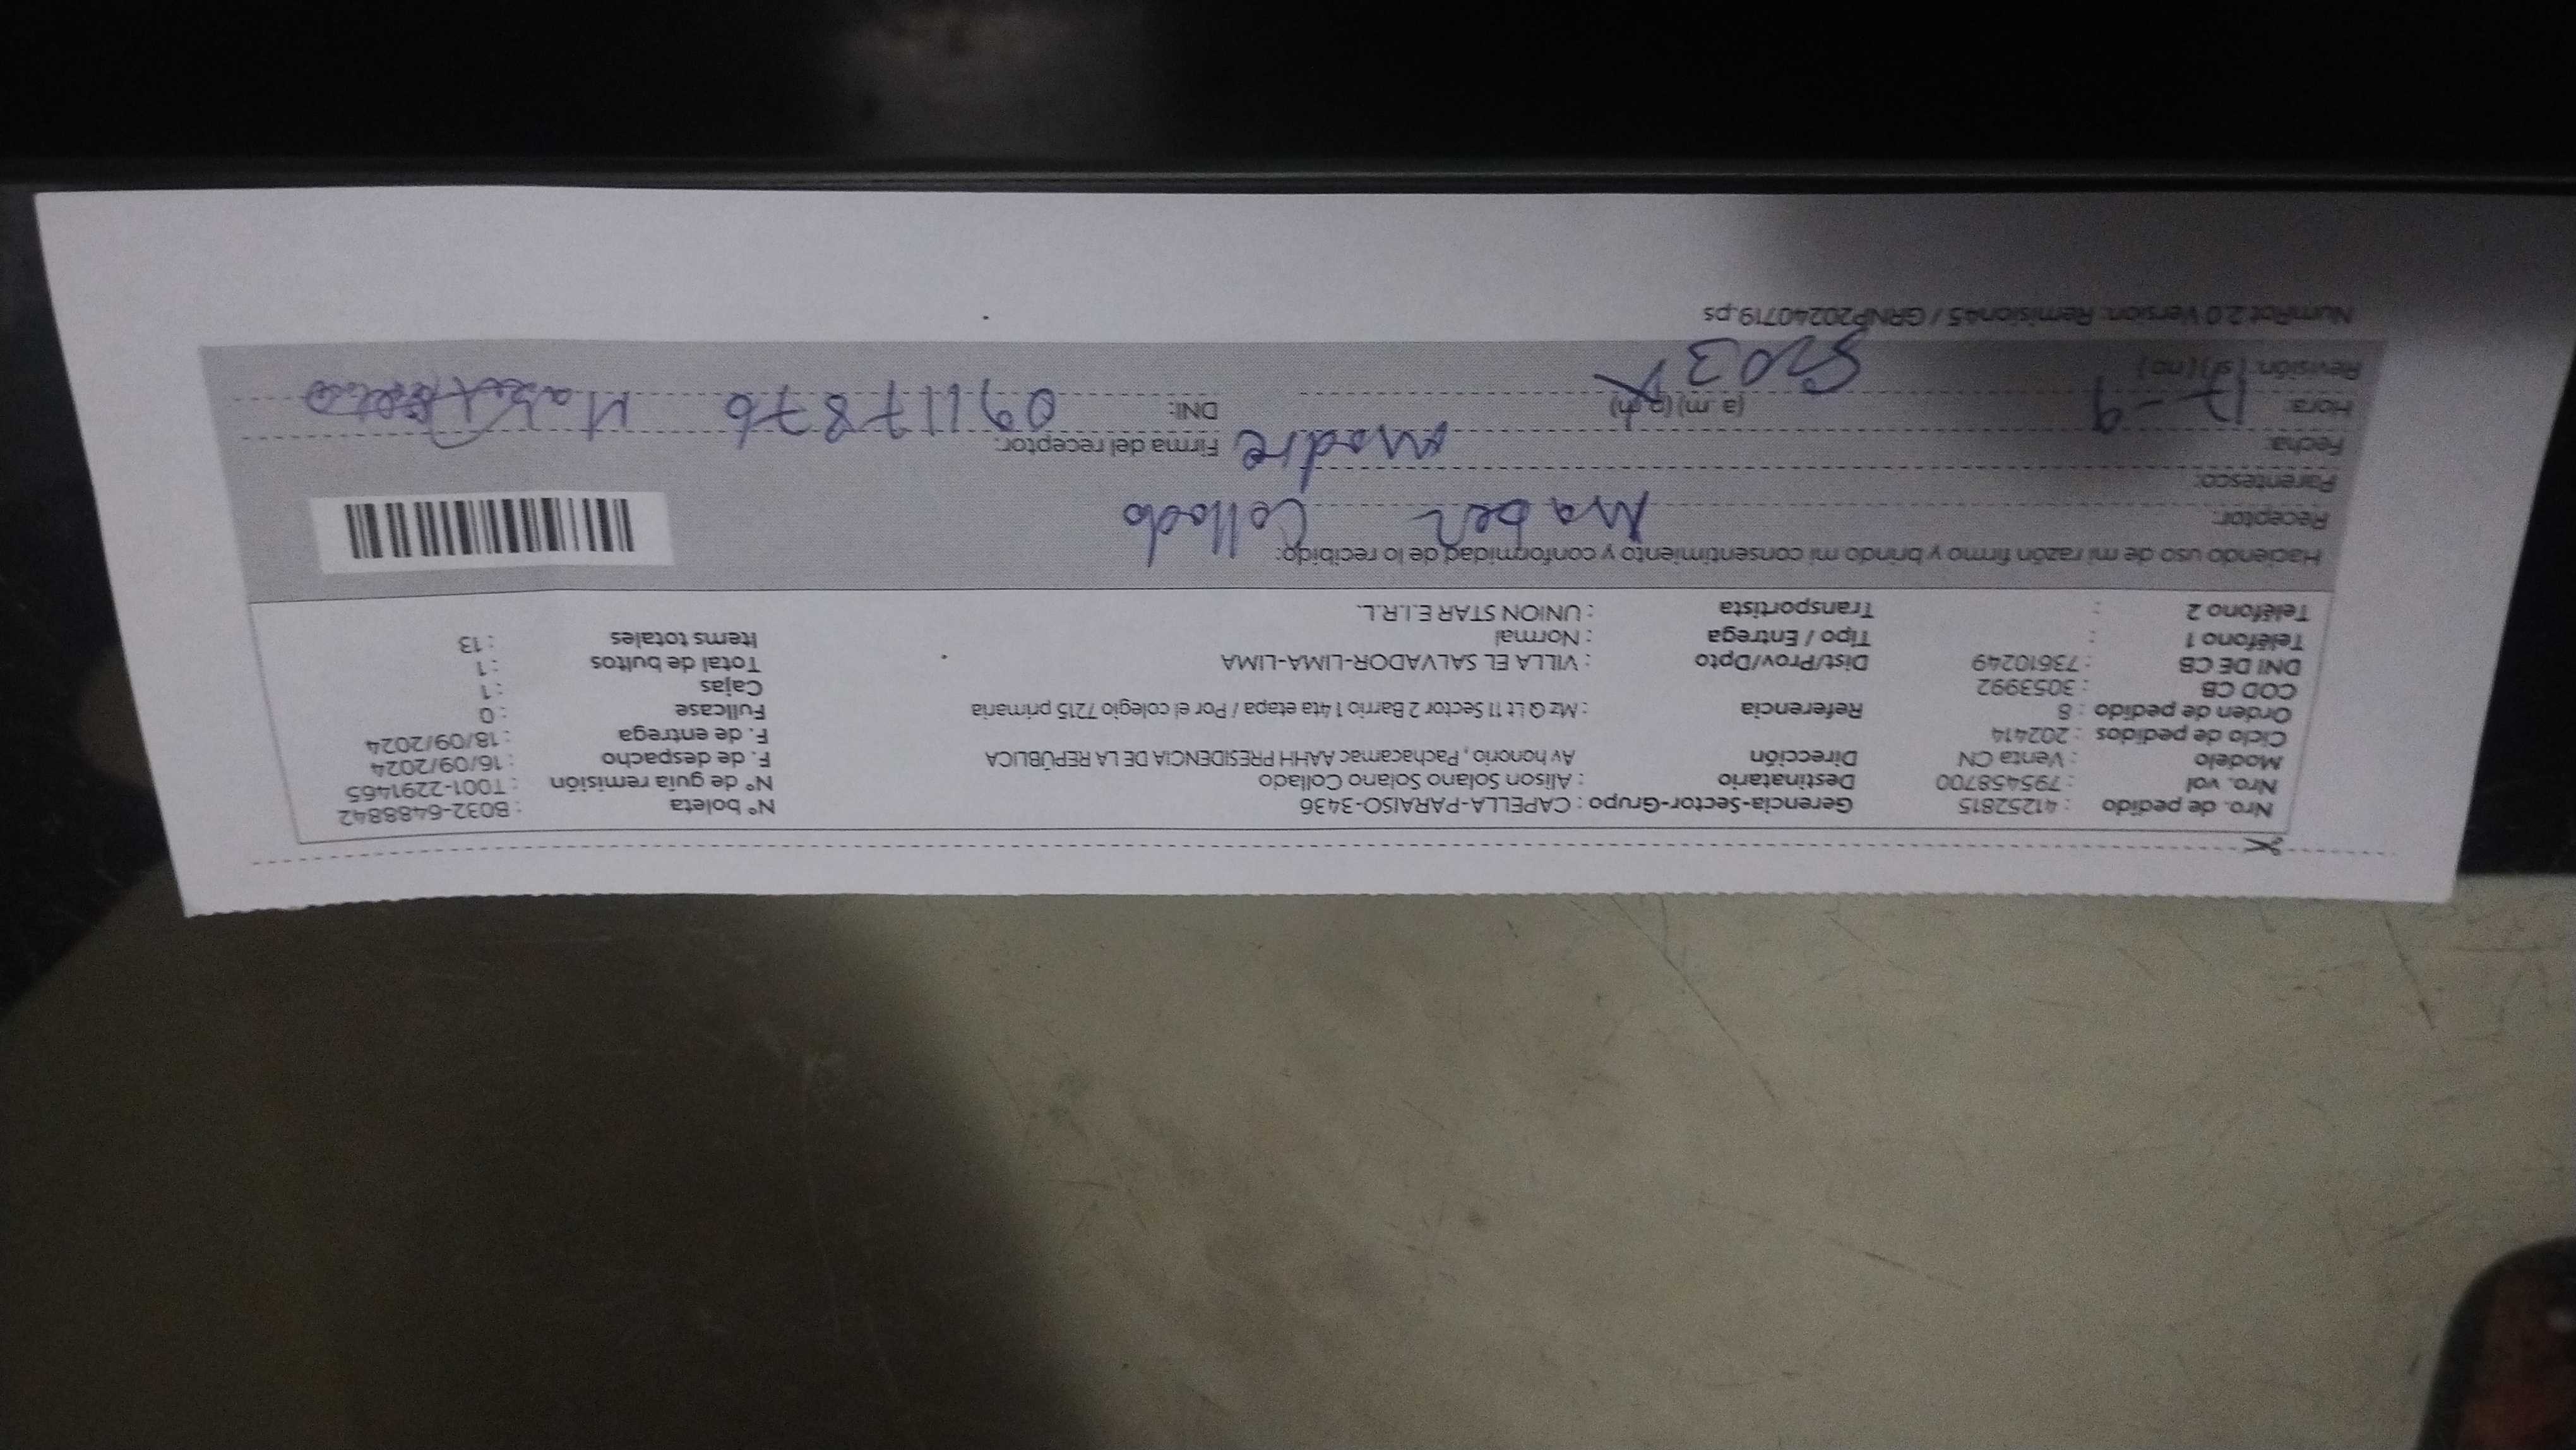 Nro. de pedido : 41252815 Gerencia-Sector-Grupo : CAPELLA-PARAISO-3436 N° boleta : B032-6488842
Nro. vol : 795458700 Destinatario : Alison Solano Solano Collado N° de guía remisión : T001-2291465
Modelo : Venta CN Dirección Av honorio , Pachacamac AAHH PRESIDENCIA DE LA REPÚBLICA F. de despacho : 16/09/2024
Ciclo de pedidos : 202414 F. de entrega : 18/09/2024
Orden de pedido : 8 Referencia : Mz Q Lt 11 Sector 2 Barrio 1 4ta etapa / Por el colegio 7215 primaria Fullcase : 0
COD CB : 3053992 Cajas : 1
DNI DE CB : 73610249 Dist/Prov/Dpto : VILLA EL SALVADOR-LIMA-LIMA Total de bultos : 1
Teléfono 1 : Tipo / Entrega : Normal Items totales : 13
Teléfono 2 : Transportista : UNION STAR E.I.R.L.
Haciendo uso de mi razón firmo y brindo mi consentimiento y conformidad de lo recibido:
Receptor: Collado
Parentesco: madre
Fecha: 17-9 Firma del receptor:
Hora: (a.m) (p.m) DNI: 09117876
Revisión: (si) (no)
NumRot 2.0 Version: Remision45 / GRNP20240719.ps